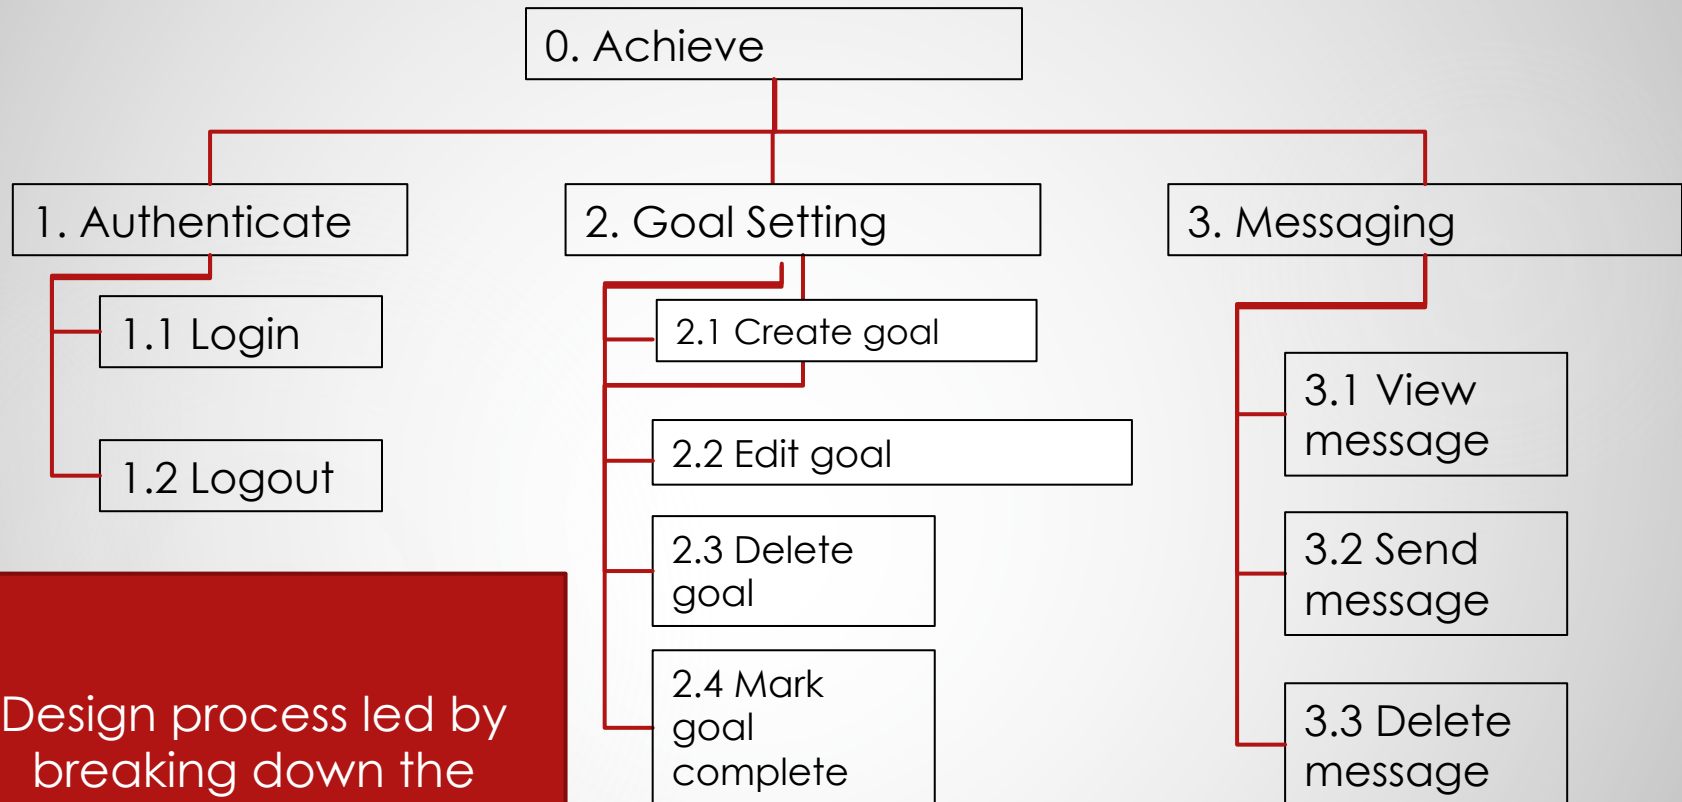 0. Achieve
1. Authenticate
2. Goal Setting
3. Messaging
1.1 Login
1.2 Logout
2.1 Create goal
2.2 Edit goal
2.3 Delete
goal
2.4 Mark
goal
complete
3.1 View
message
3.2 Send
message
3.3 Delete
message
Design process led by
breaking down the